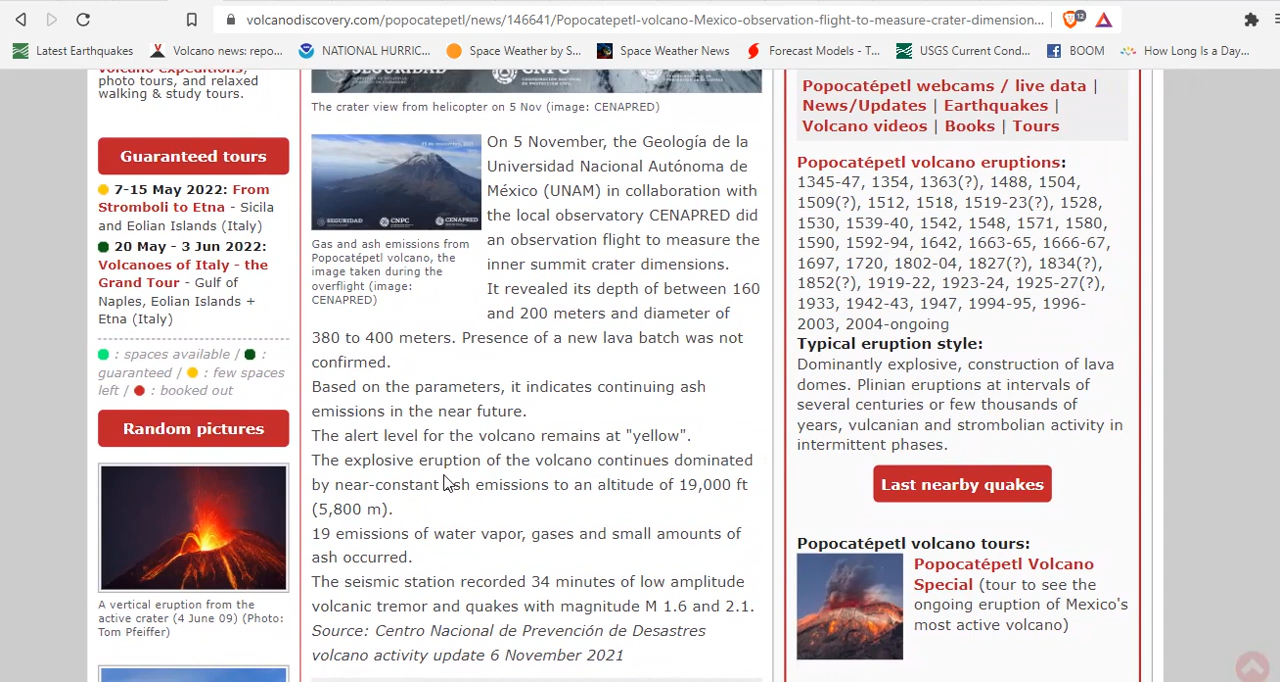 volcanodiscovery.com/popocatepetl/news/146641/Popocatepetl-volcano-Mexico-observation-flight-to-measure-crater-dimension...
12
Latest Earthquakes
Volcano news: repo...
NATIONAL HURRIC...
Space Weather by S...
Space Weather News
Forecast Models - T...
USGS Current Cond...
BOOM
How Long Is a Day...
volcano expeditions,
photo tours, and relaxed
walking & study tours.
Guaranteed tours
7-15 May 2022: From
Stromboli to Etna - Sicila
and Eolian Islands (Italy)
20 May - 3 Jun 2022:
Volcanoes of Italy - the
Grand Tour - Gulf of
Naples, Eolian Islands +
Etna (Italy)
: spaces available / :
guaranteed / : few spaces
left / : booked out
Random pictures
A vertical eruption from the
active crater (4 June 09) (Photo:
Tom Pfeiffer)
SEGURIDAD
CNPC
CENAPRED
The crater view from helicopter on 5 Nov (image: CENAPRED)
SEGURIDAD
CNPC
CENAPRED
Gas and ash emissions from
Popocatépetl volcano, the
image taken during the
overflight (image:
CENAPRED)
On 5 November, the Geología de la
Universidad Nacional Autónoma de
México (UNAM) in collaboration with
the local observatory CENAPRED did
an observation flight to measure the
inner summit crater dimensions.
It revealed its depth of between 160
and 200 meters and diameter of
380 to 400 meters. Presence of a new lava batch was not
confirmed.
Based on the parameters, it indicates continuing ash
emissions in the near future.
The alert level for the volcano remains at "yellow".
The explosive eruption of the volcano continues dominated
by near-constant ash emissions to an altitude of 19,000 ft
(5,800 m).
19 emissions of water vapor, gases and small amounts of
ash occurred.
The seismic station recorded 34 minutes of low amplitude
volcanic tremor and quakes with magnitude M 1.6 and 2.1.
Source: Centro Nacional de Prevención de Desastres
volcano activity update 6 November 2021
Popocatépetl webcams / live data |
News/Updates | Earthquakes |
Volcano videos | Books | Tours
Popocatépetl volcano eruptions:
1345-47, 1354, 1363(?), 1488, 1504,
1509(?), 1512, 1518, 1519-23(?), 1528,
1530, 1539-40, 1542, 1548, 1571, 1580,
1590, 1592-94, 1642, 1663-65, 1666-67,
1697, 1720, 1802-04, 1827(?), 1834(?),
1852(?), 1919-22, 1923-24, 1925-27(?),
1933, 1942-43, 1947, 1994-95, 1996-
2003, 2004-ongoing
Typical eruption style:
Dominantly explosive, construction of lava
domes. Plinian eruptions at intervals of
several centuries or few thousands of
years, vulcanian and strombolian activity in
intermittent phases.
Last nearby quakes
Popocatépetl volcano tours:
Popocatépetl Volcano
Special (tour to see the
ongoing eruption of Mexico's
most active volcano)